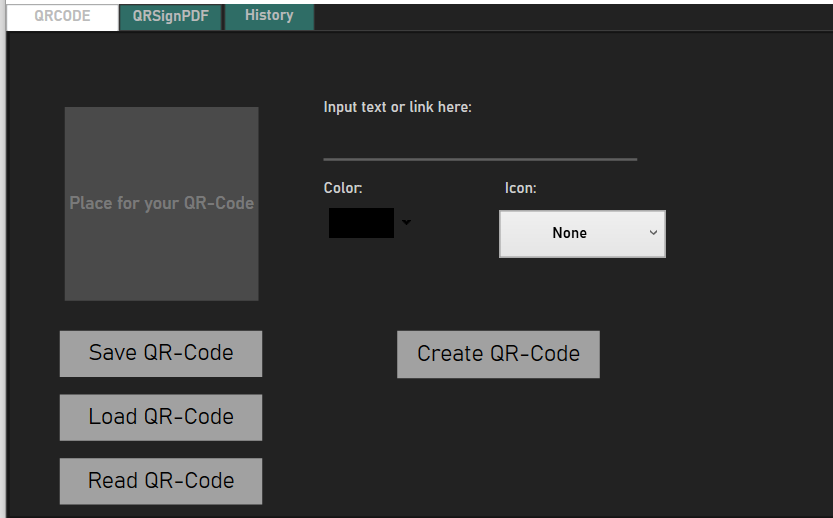 QRCODE
QRSignPDF
History
Input text or link here:
Place for your QR-Code
Color:
Icon:
None
Save QR-Code
Create QR-Code
Load QR-Code
Read QR-Code